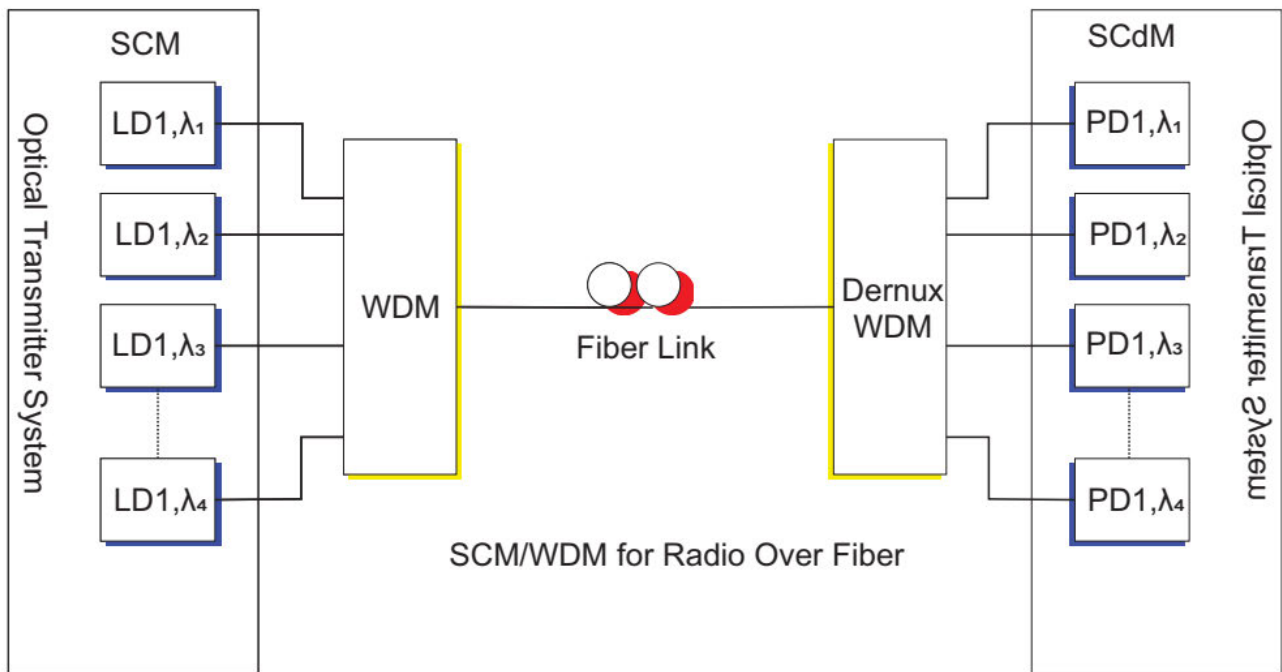 SCM
Optical Transmitter System
LD1,λ₁
LD1,λ₂
LD1,λ₃
LD1,λ₄
WDM
Fiber Link
Dernux
WDM
SCdM
PD1,λ₁
PD1,λ₂
PD1,λ₃
PD1,λ₄
Optical Transmitter System
SCM/WDM for Radio Over Fiber